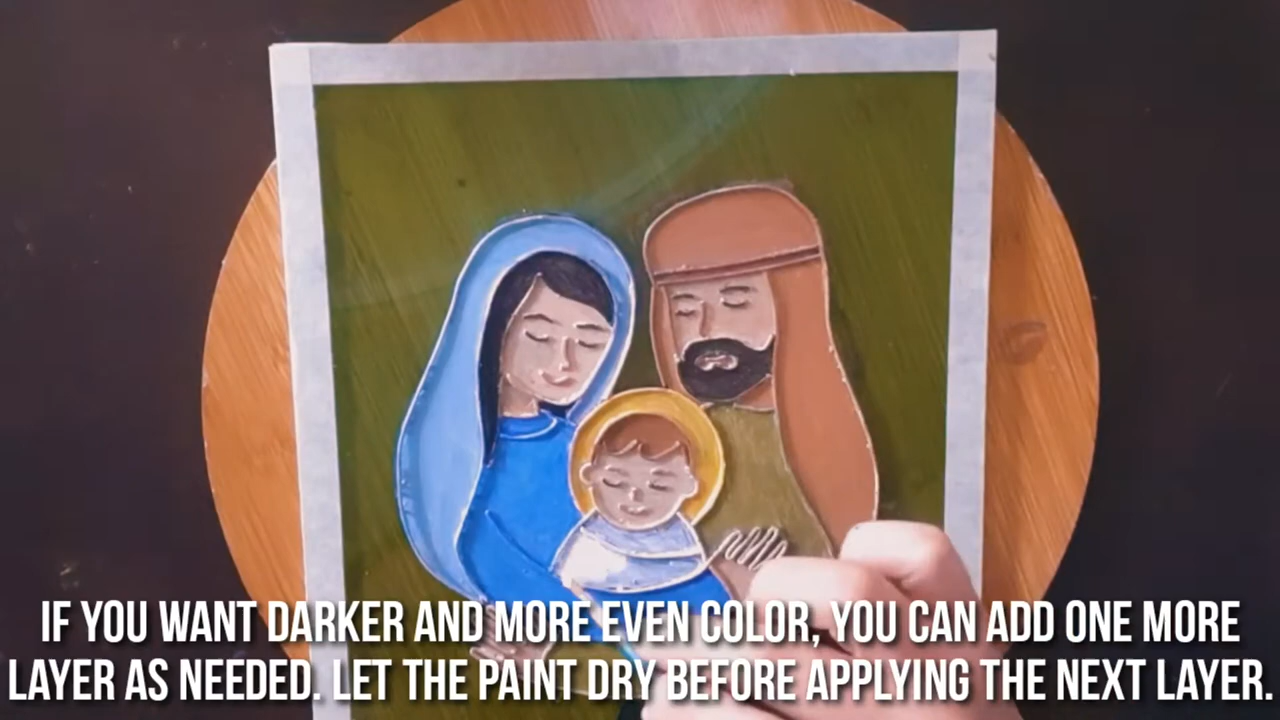 IF YOU WANT DARKER AND MORE EVEN COLOR, YOU CAN ADD ONE MORE
LAYER AS NEEDED. LET THE PAINT DRY BEFORE APPLYING THE NEXT LAYER.